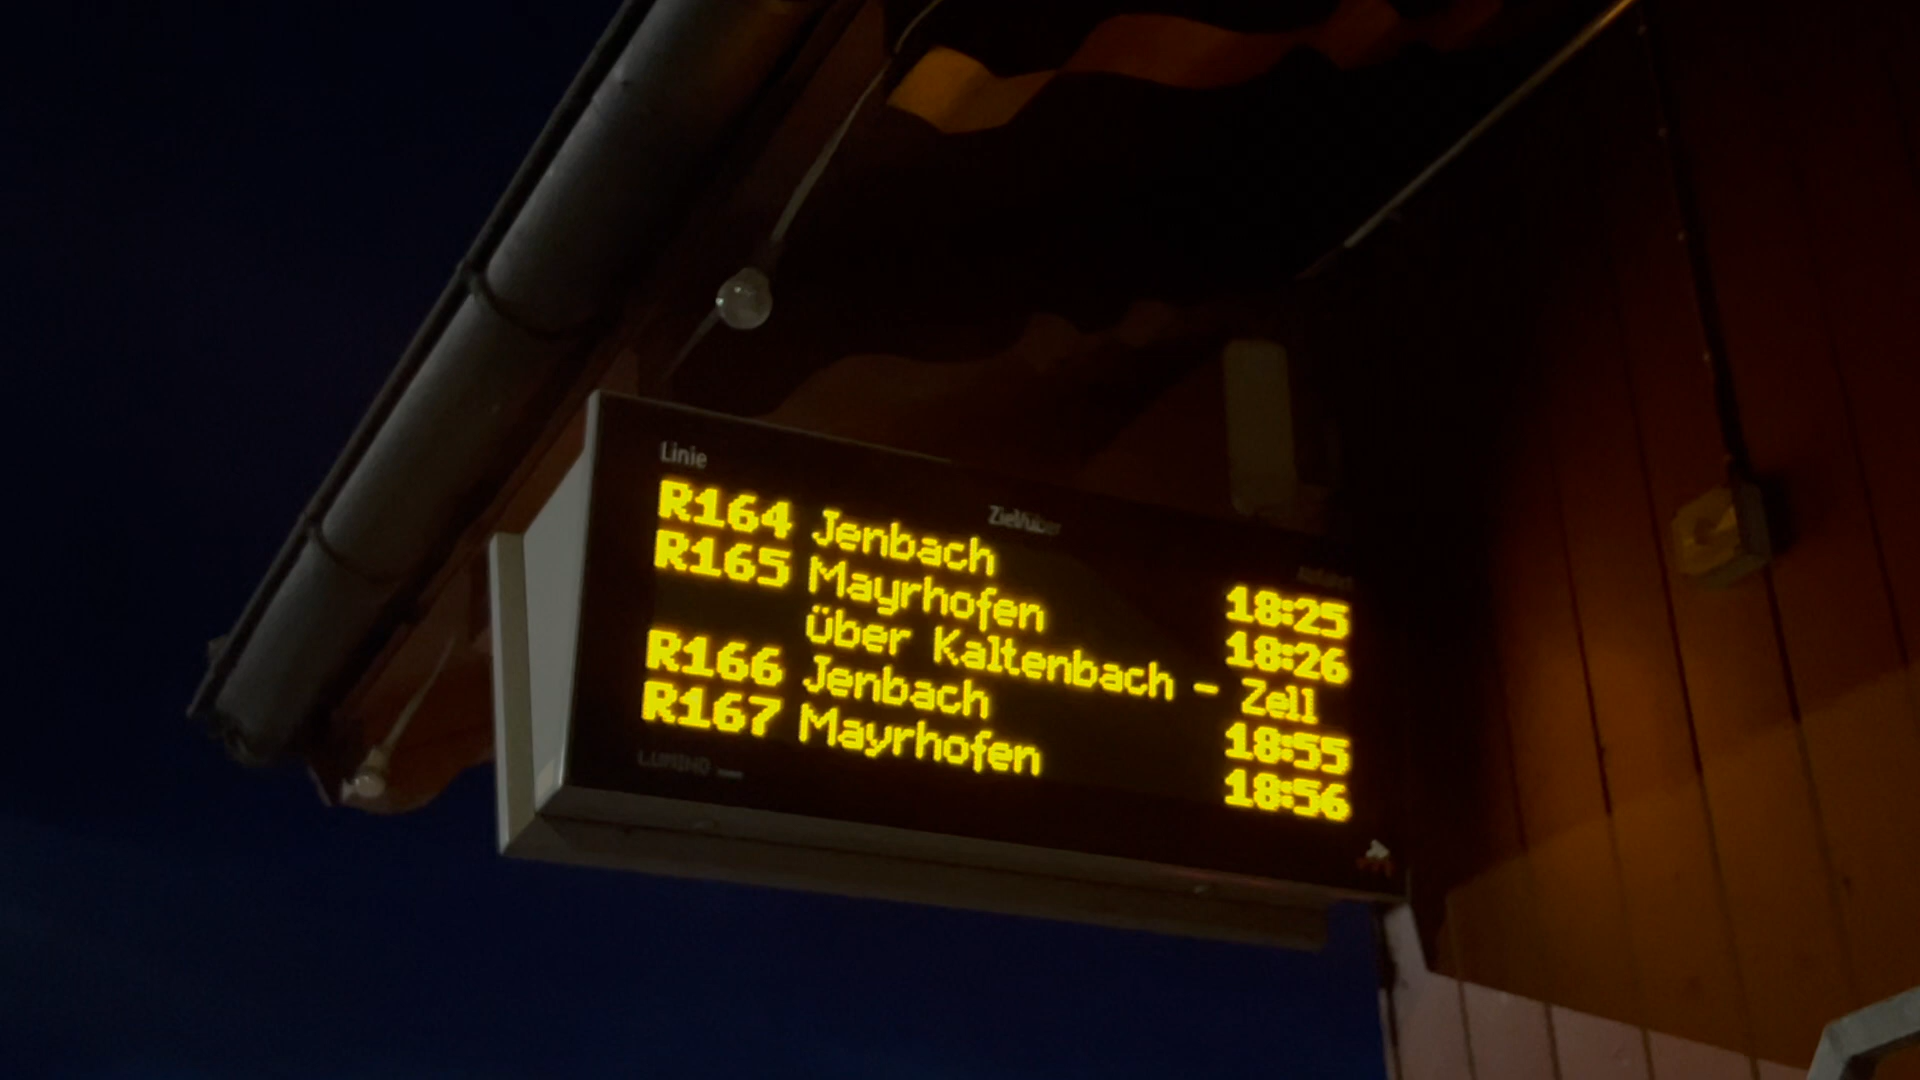 Linie Ziel/über
R164 Jenbach 18:25
R165 Mayrhofen 18:26
über Kaltenbach - Zell
R166 Jenbach 18:55
R167 Mayrhofen 18:56
LUMINO